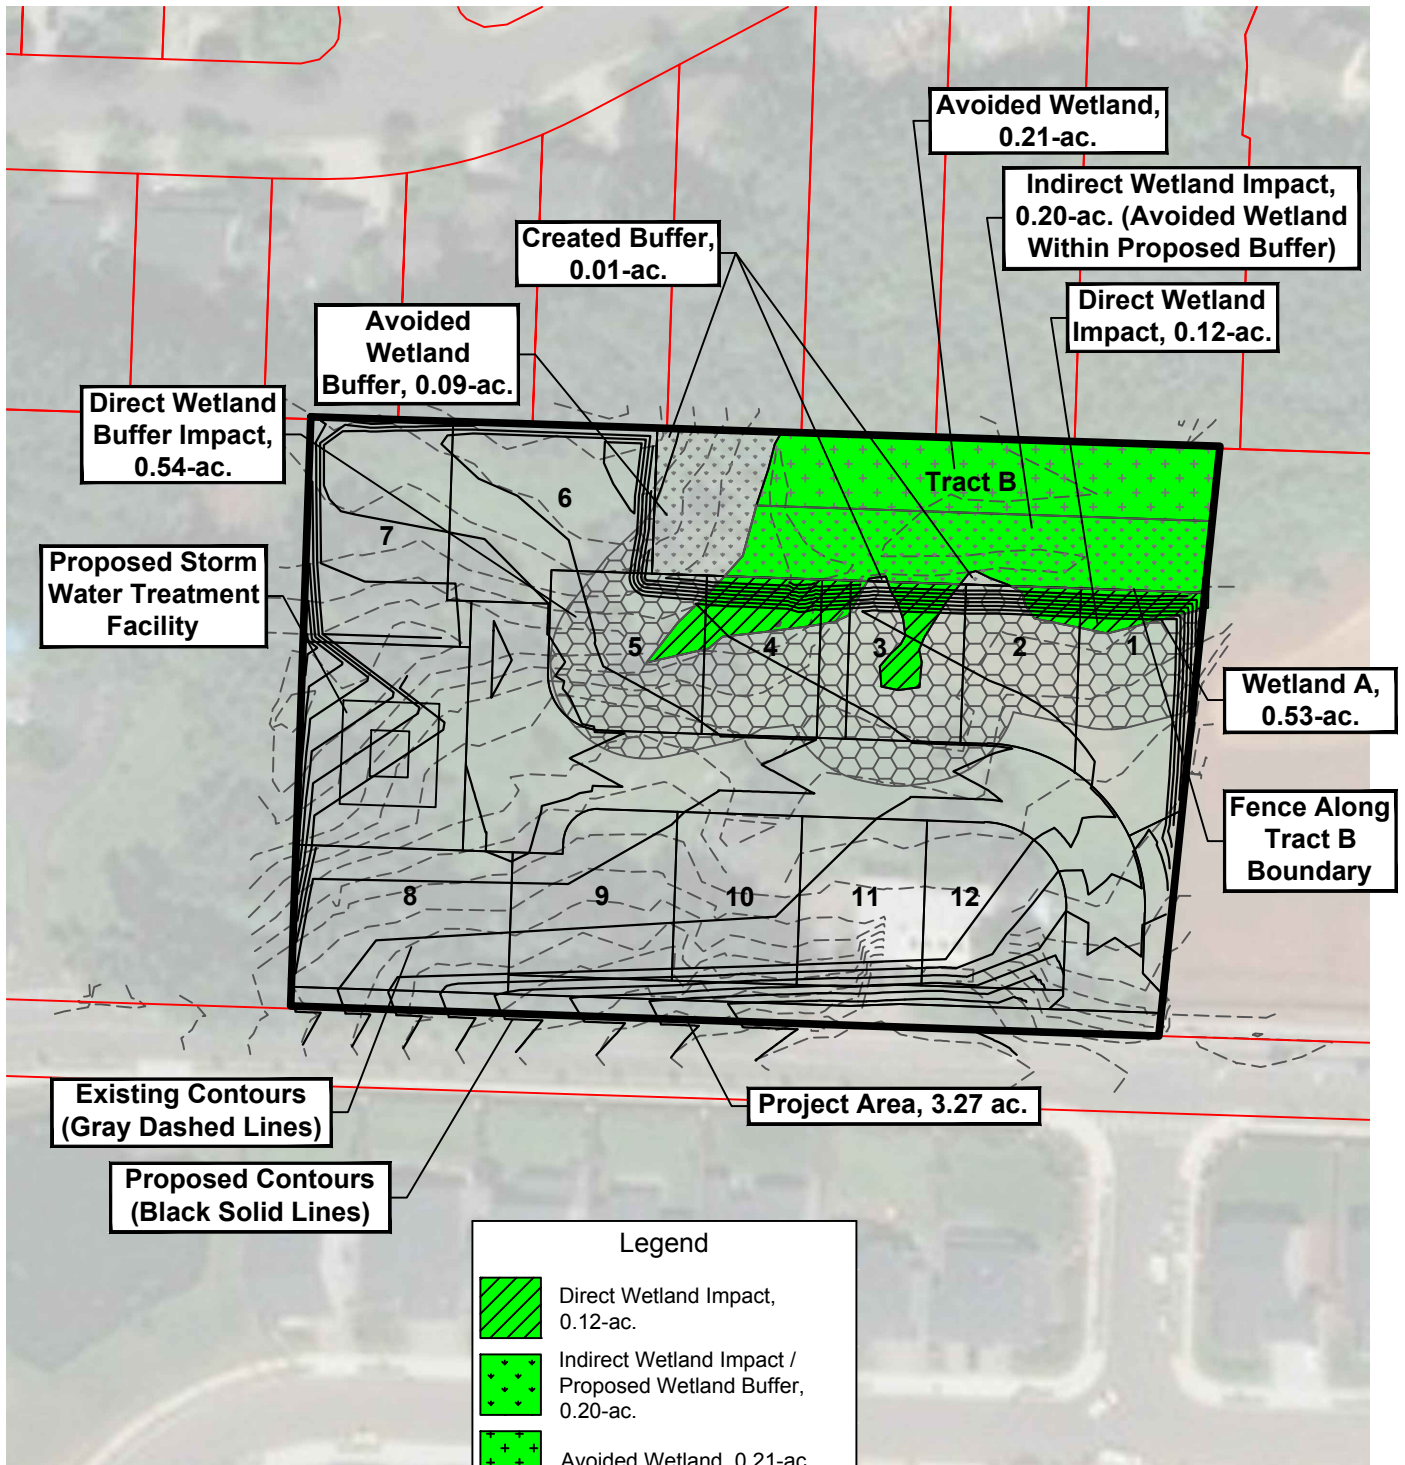 Avoided Wetland,
0.21-ac.
Indirect Wetland Impact,
0.20-ac. (Avoided Wetland
Within Proposed Buffer)
Created Buffer,
0.01-ac.
Direct Wetland
Impact, 0.12-ac.
Avoided
Wetland
Buffer, 0.09-ac.
Direct Wetland
Buffer Impact,
0.54-ac.
Tract B
6
7
Proposed Storm
Water Treatment
Facility
5
4
3
2
1
Wetland A,
0.53-ac.
Fence Along
Tract B
Boundary
8
9
10
11
12
Existing Contours
(Gray Dashed Lines)
Project Area, 3.27 ac.
Proposed Contours
(Black Solid Lines)
Legend
Direct Wetland Impact,
0.12-ac.
Indirect Wetland Impact /
Proposed Wetland Buffer,
0.20-ac.
Avoided Wetland, 0.21-ac.